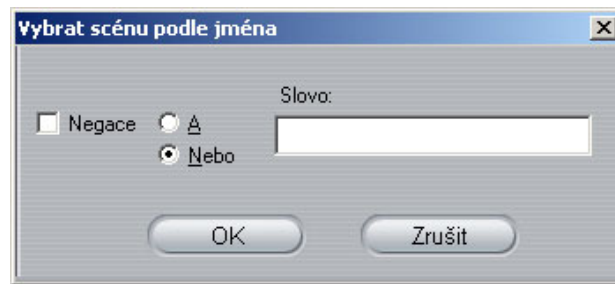 Vybrat scénu podle jména
Slovo:
Negace
A
Nebo
OK
Zrušit